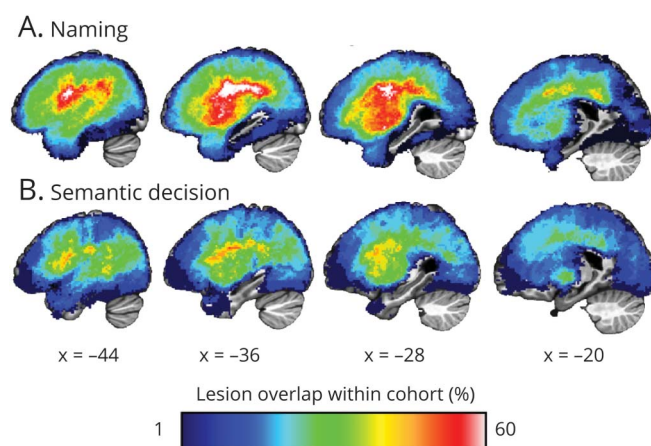 A. Naming
B. Semantic decision
x = –44
x = –36
x = –28
x = –20
Lesion overlap within cohort (%)
1
60